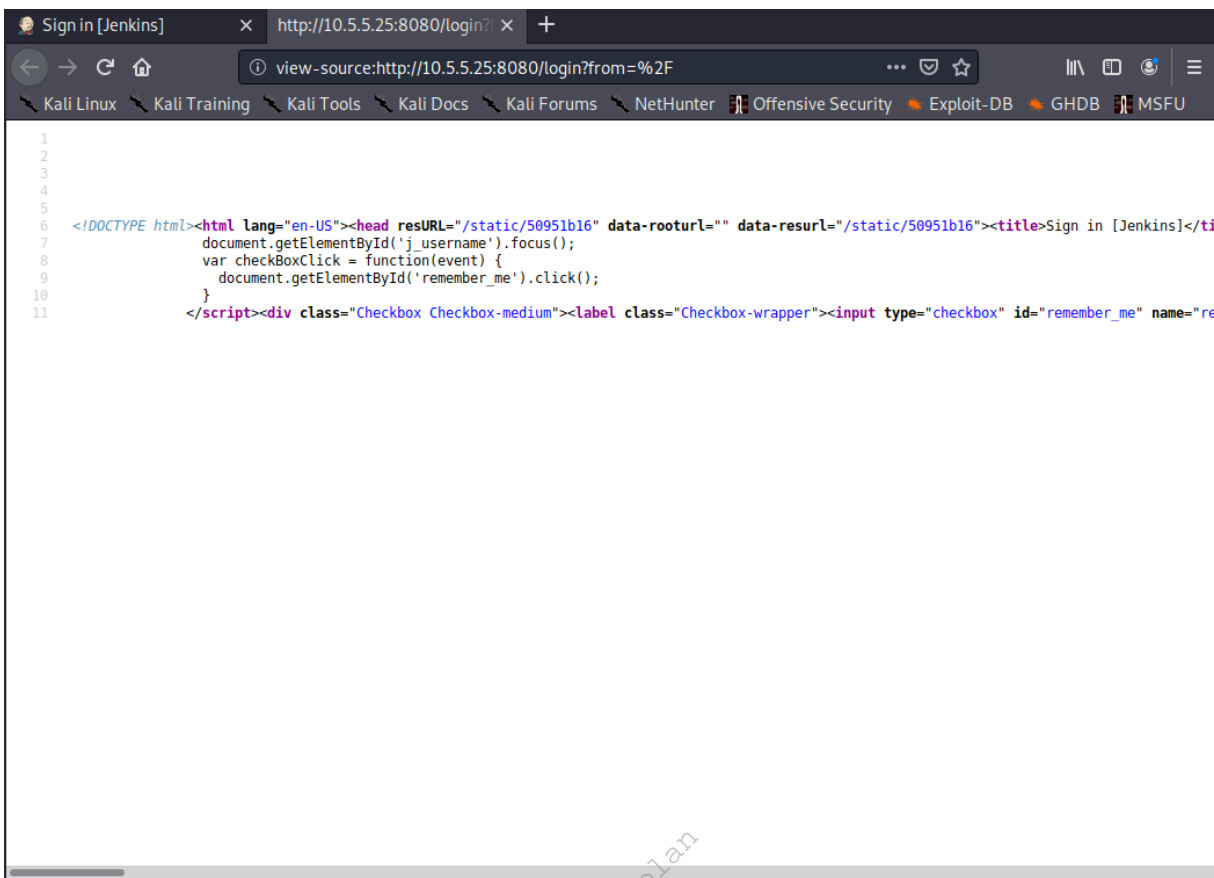 Sign in [Jenkins]
http://10.5.5.25:8080/login?
view-source:http://10.5.5.25:8080/login?from=%2F
Kali Linux Kali Training Kali Tools Kali Docs Kali Forums NetHunter Offensive Security Exploit-DB GHDB MSFU
1
2
3
4
5
6 <!DOCTYPE html><html lang="en-US"><head resURL="/static/50951b16" data-rooturl="" data-resurl="/static/50951b16"><title>Sign in [Jenkins]</ti
7 document.getElementById('j_username').focus();
8 var checkBoxClick = function(event) {
9 document.getElementById('remember_me').click();
10 }
11 </script><div class="Checkbox Checkbox-medium"><label class="Checkbox-wrapper"><input type="checkbox" id="remember_me" name="re